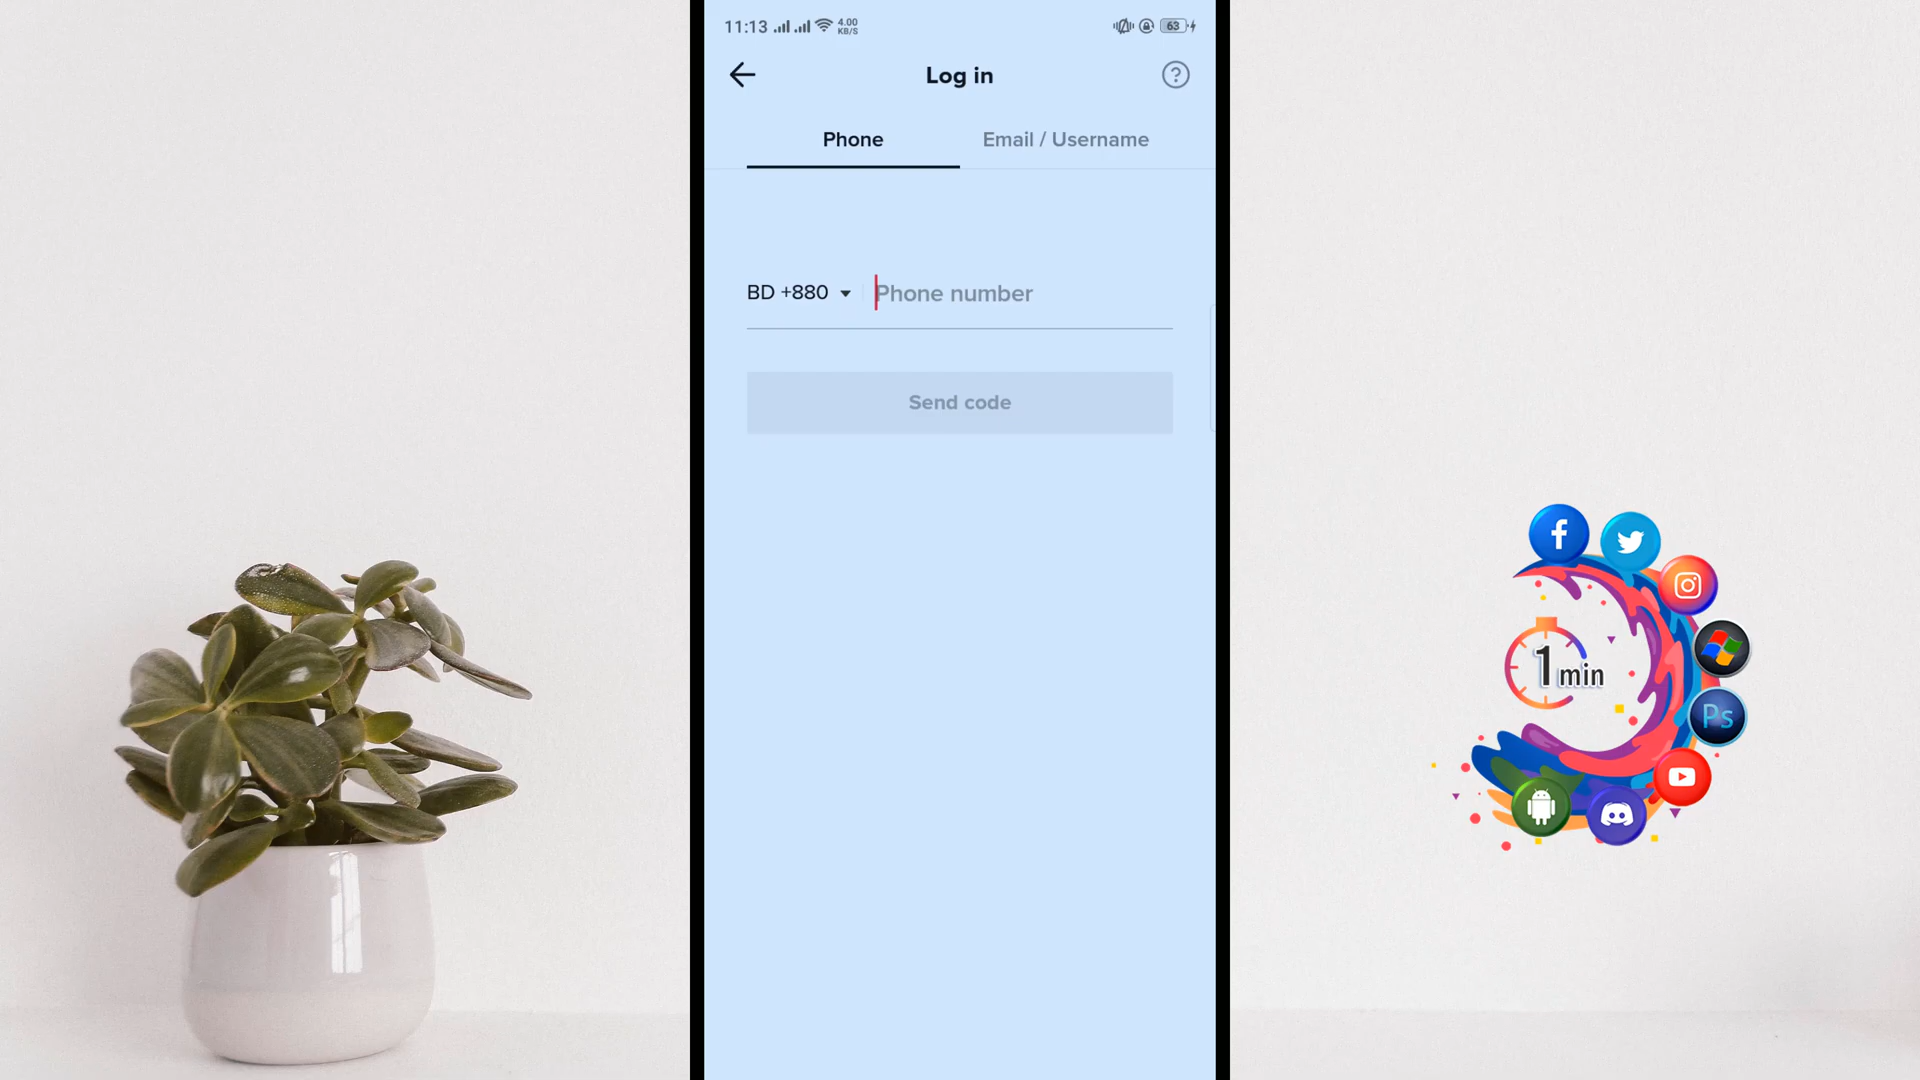 11:13 4.00 KB/S 63
Log in
?
Phone Email / Username
BD +880 Phone number
Send code
f
1 min
Ps